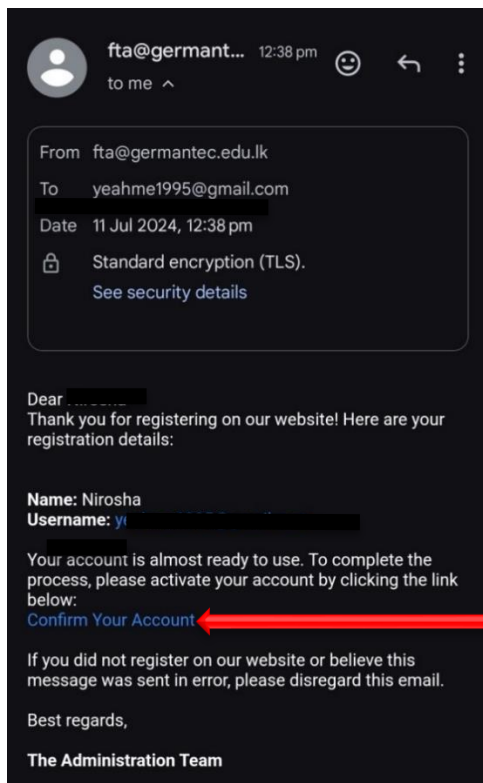 fta@germant... 12:38 pm
to me
From fta@germantec.edu.lk
To yeahme1995@gmail.com
Date 11 Jul 2024, 12:38 pm
Standard encryption (TLS).
See security details
Dear
Thank you for registering on our website! Here are your
registration details:
Name: Nirosha
Username:
Your account is almost ready to use. To complete the
process, please activate your account by clicking the link
below:
Confirm Your Account
If you did not register on our website or believe this
message was sent in error, please disregard this email.
Best regards,
The Administration Team